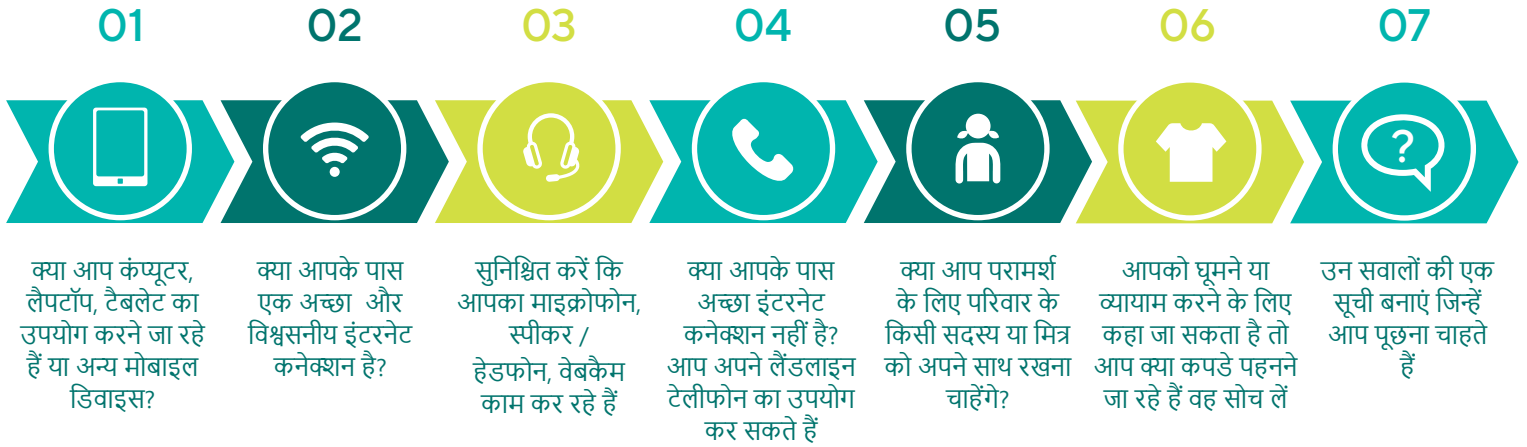 01
02
03
04
05
06
07
?
क्या आप कंप्यूटर,
लैपटॉप, टैबलेट का
उपयोग करने जा रहे
हैं या अन्य मोबाइल
डिवाइस?
क्या आपके पास
एक अच्छा और
विश्वसनीय इंटरनेट
कनेक्शन है?
सुनिश्चित करें कि
आपका माइक्रोफोन,
स्पीकर /
हेडफोन, वेबकैम
काम कर रहे हैं
क्या आपके पास
अच्छा इंटरनेट
कनेक्शन नहीं है?
आप अपने लैंडलाइन
टेलीफोन का उपयोग
कर सकते हैं
क्या आप परामर्श
के लिए परिवार के
किसी सदस्य या मित्र
को अपने साथ रखना
चाहेंगे?
आपको घूमने या
व्यायाम करने के लिए
कहा जा सकता है तो
आप क्या कपडे पहनने
जा रहे हैं वह सोच लें
उन सवालों की एक
सूची बनाएं जिन्हें
आप पूछना चाहते
हैं